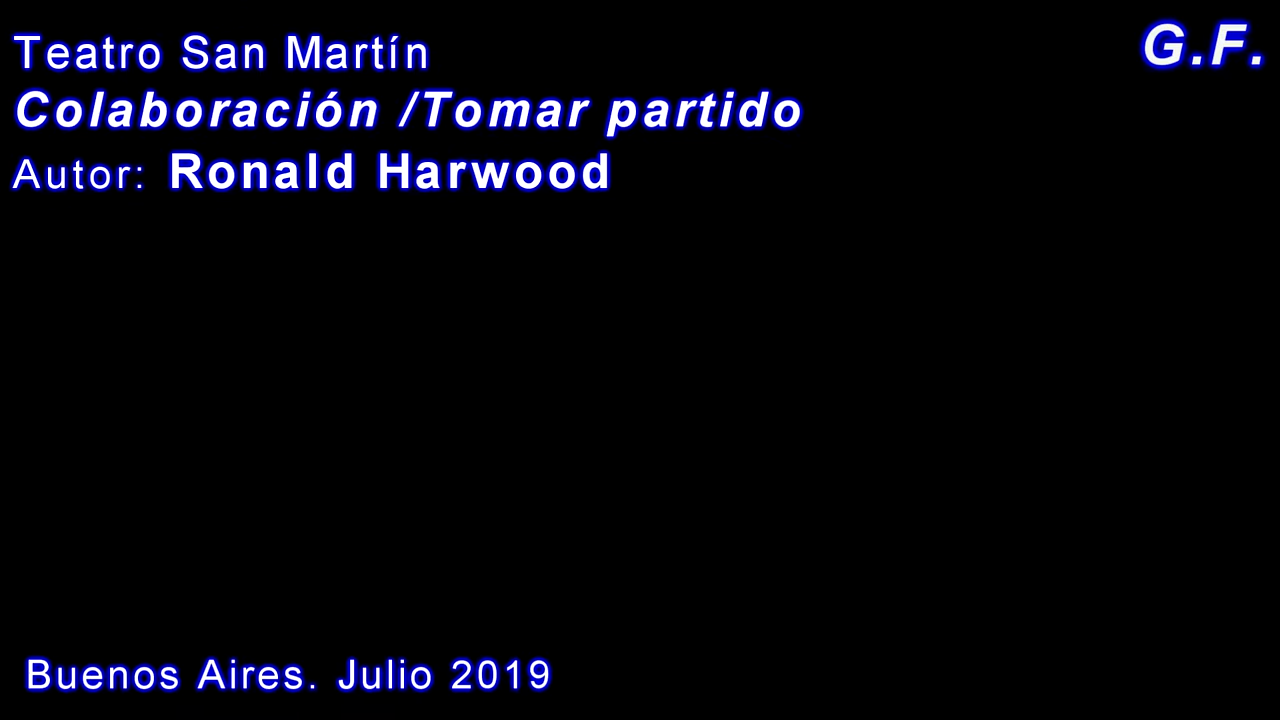 Teatro San Martín
G.F.
Colaboración /Tomar partido
Autor: Ronald Harwood
Buenos Aires. Julio 2019